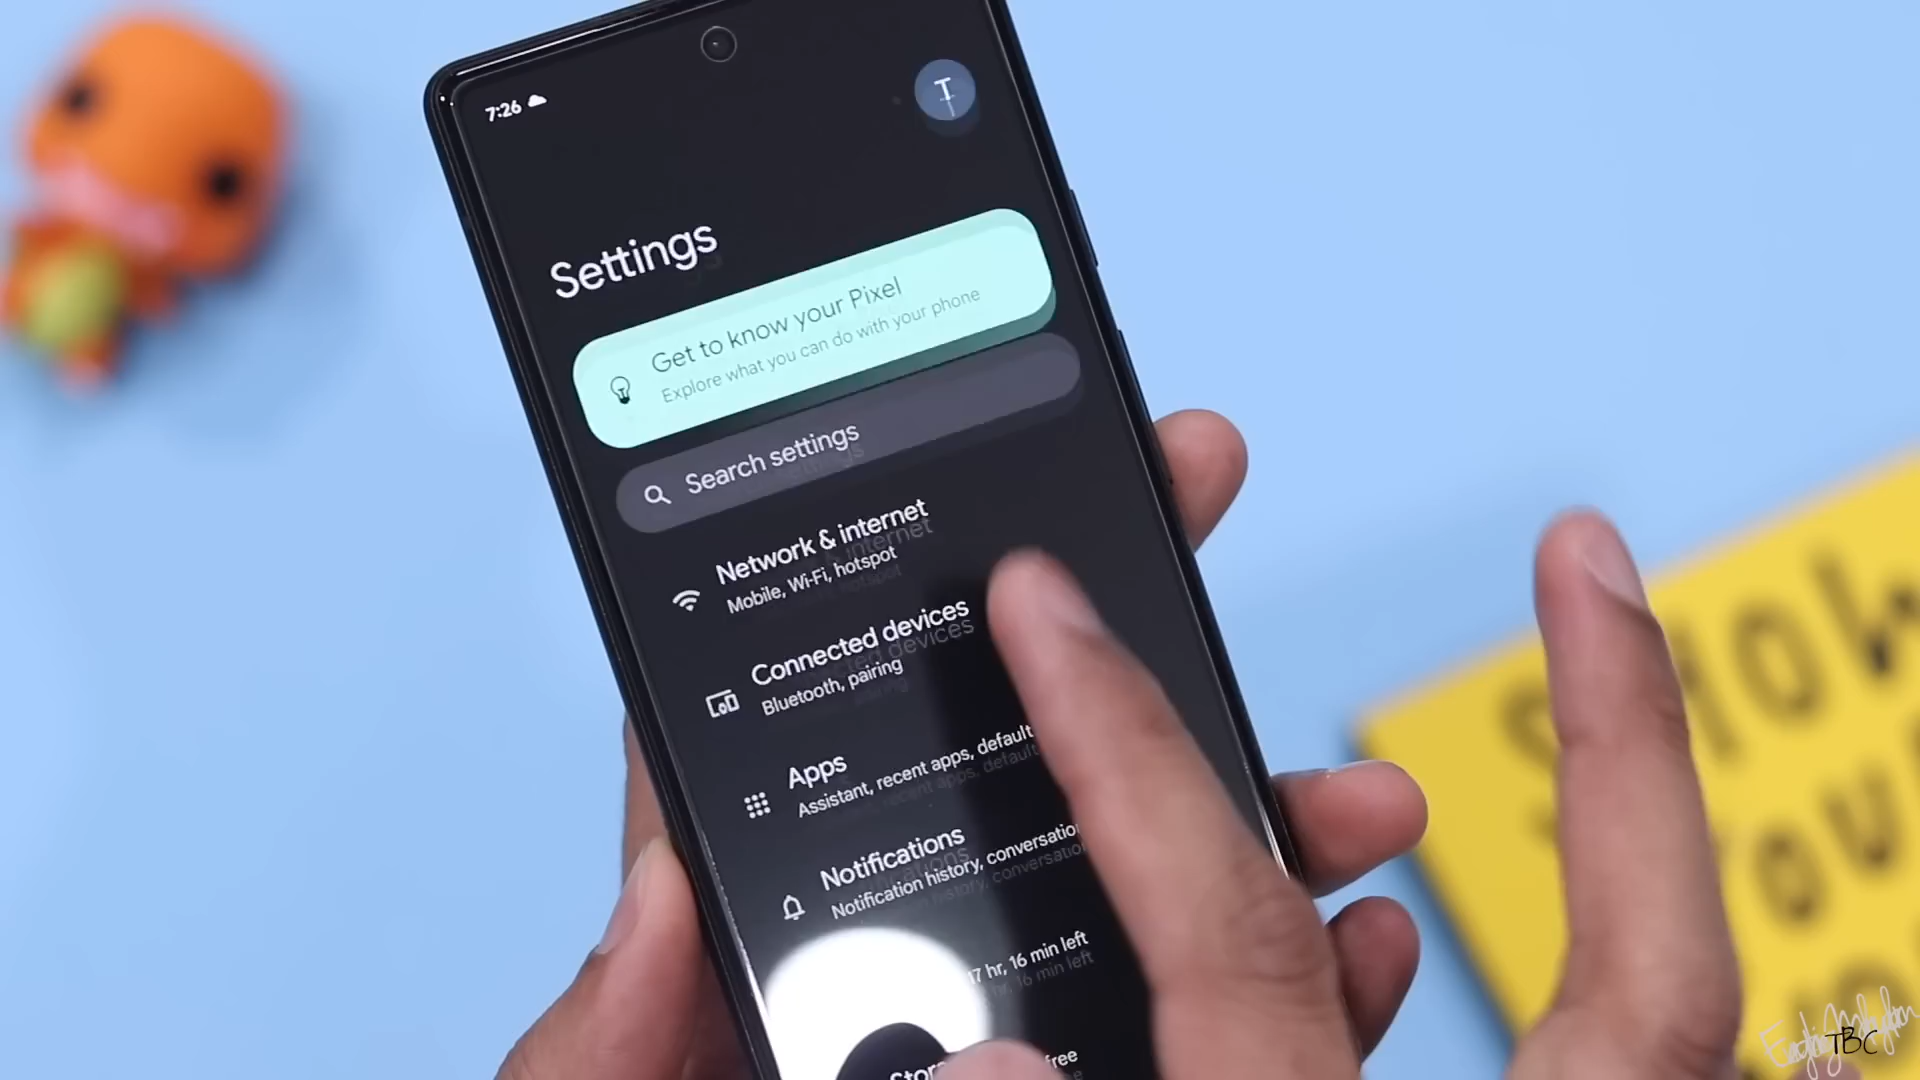 7:26
T
Settings
Get to know your Pixel
Explore what you can do with your phone
Search settings
Network & internet
Mobile, Wi-Fi, hotspot
Connected devices
Bluetooth, pairing
Apps
Assistant, recent apps, default
Notifications
Notification history, conversatio
17 hr, 16 min left
Stor free
TBC